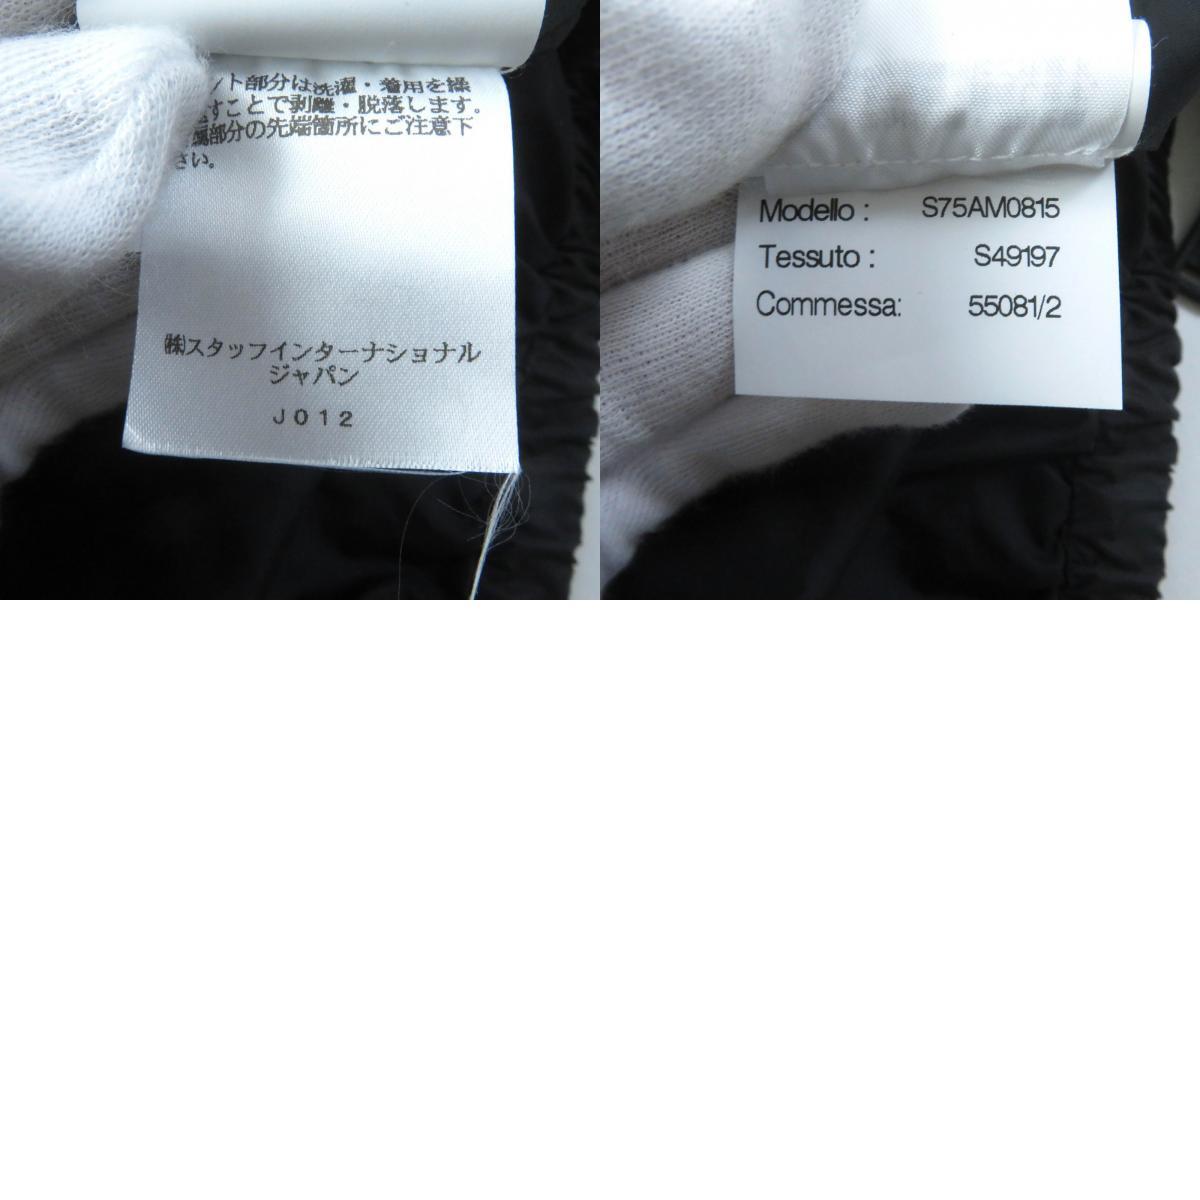 ト部分は洗濯・着用を繰
すことで剥離・脱落します。
属部分の先端箇所にご注意下
さい。
㈱スタッフインターナショナル
ジャパン
J012
Modello : S75AM0815
Tessuto : S49197
Commessa: 55081/2